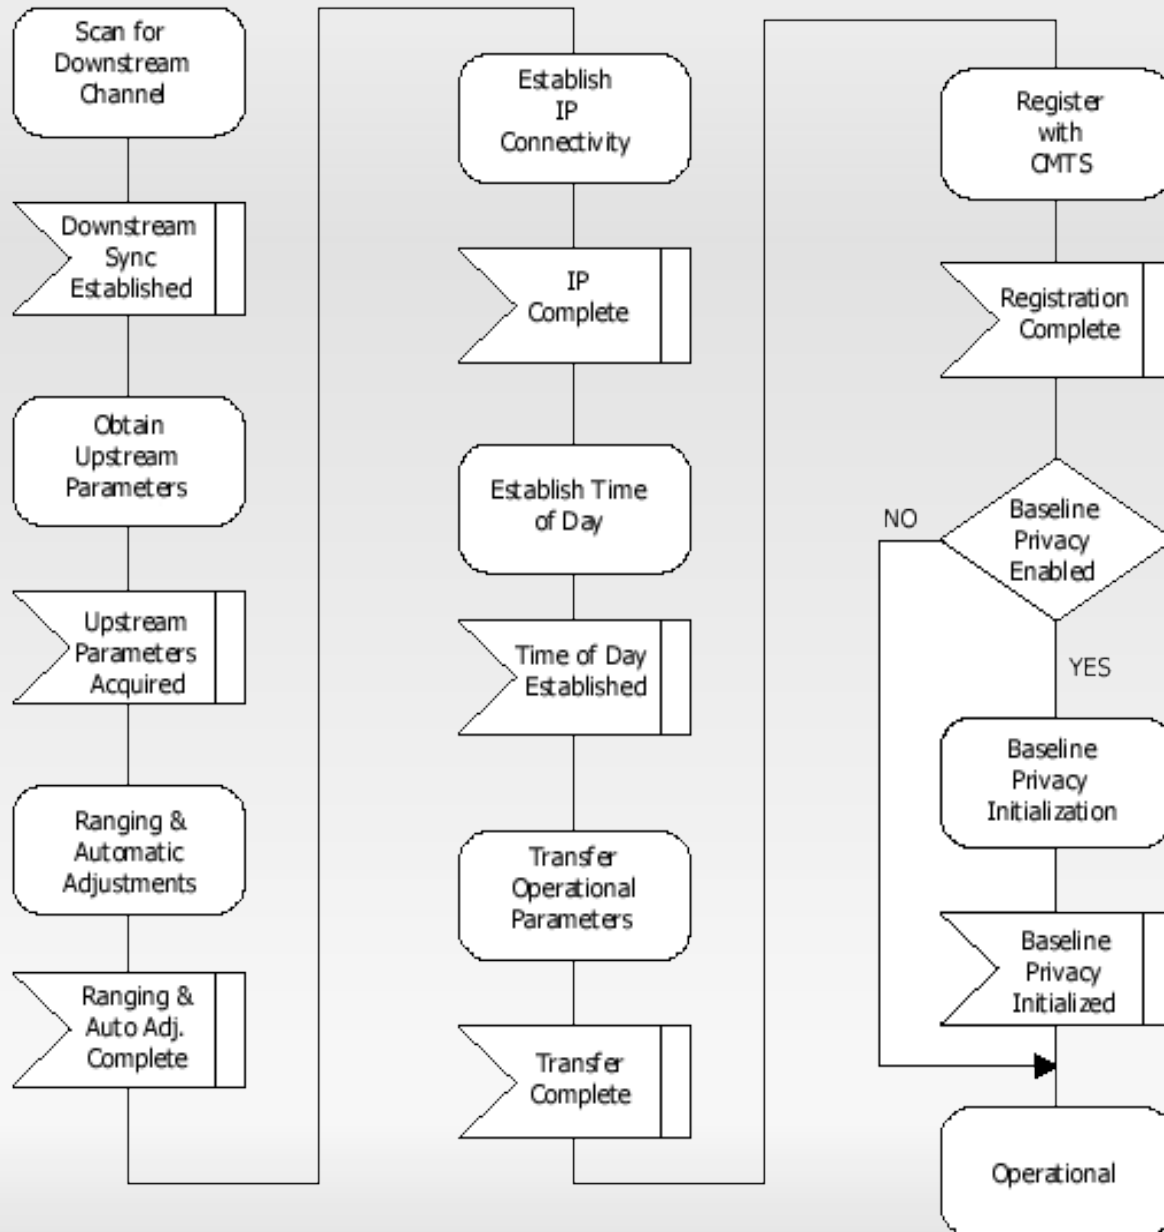 Scan for
Downstream
Channel
Downstream
Sync
Established
Obtain
Upstream
Parameters
Upstream
Parameters
Acquired
Ranging &
Automatic
Adjustments
Ranging &
Auto Adj.
Complete
Establish
IP
Connectivity
IP
Complete
Establish Time
of Day
Time of Day
Established
Transfer
Operational
Parameters
Transfer
Complete
Register
with
CMTS
Registration
Complete
Baseline
Privacy
Enabled
NO
YES
Baseline
Privacy
Initialization
Baseline
Privacy
Initialized
Operational